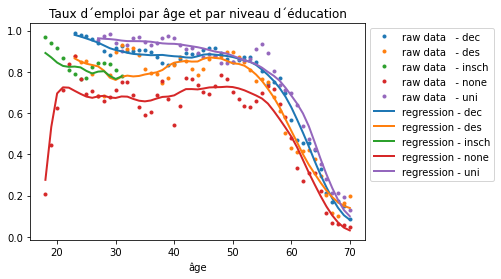 Taux d´emploi par âge et par niveau d´éducation
1.0
0.8
0.6
0.4
0.2
0.0
20 30 40 50 60 70
âge
raw data - dec
raw data - des
raw data - insch
raw data - none
raw data - uni
regression - dec
regression - des
regression - insch
regression - none
regression - uni